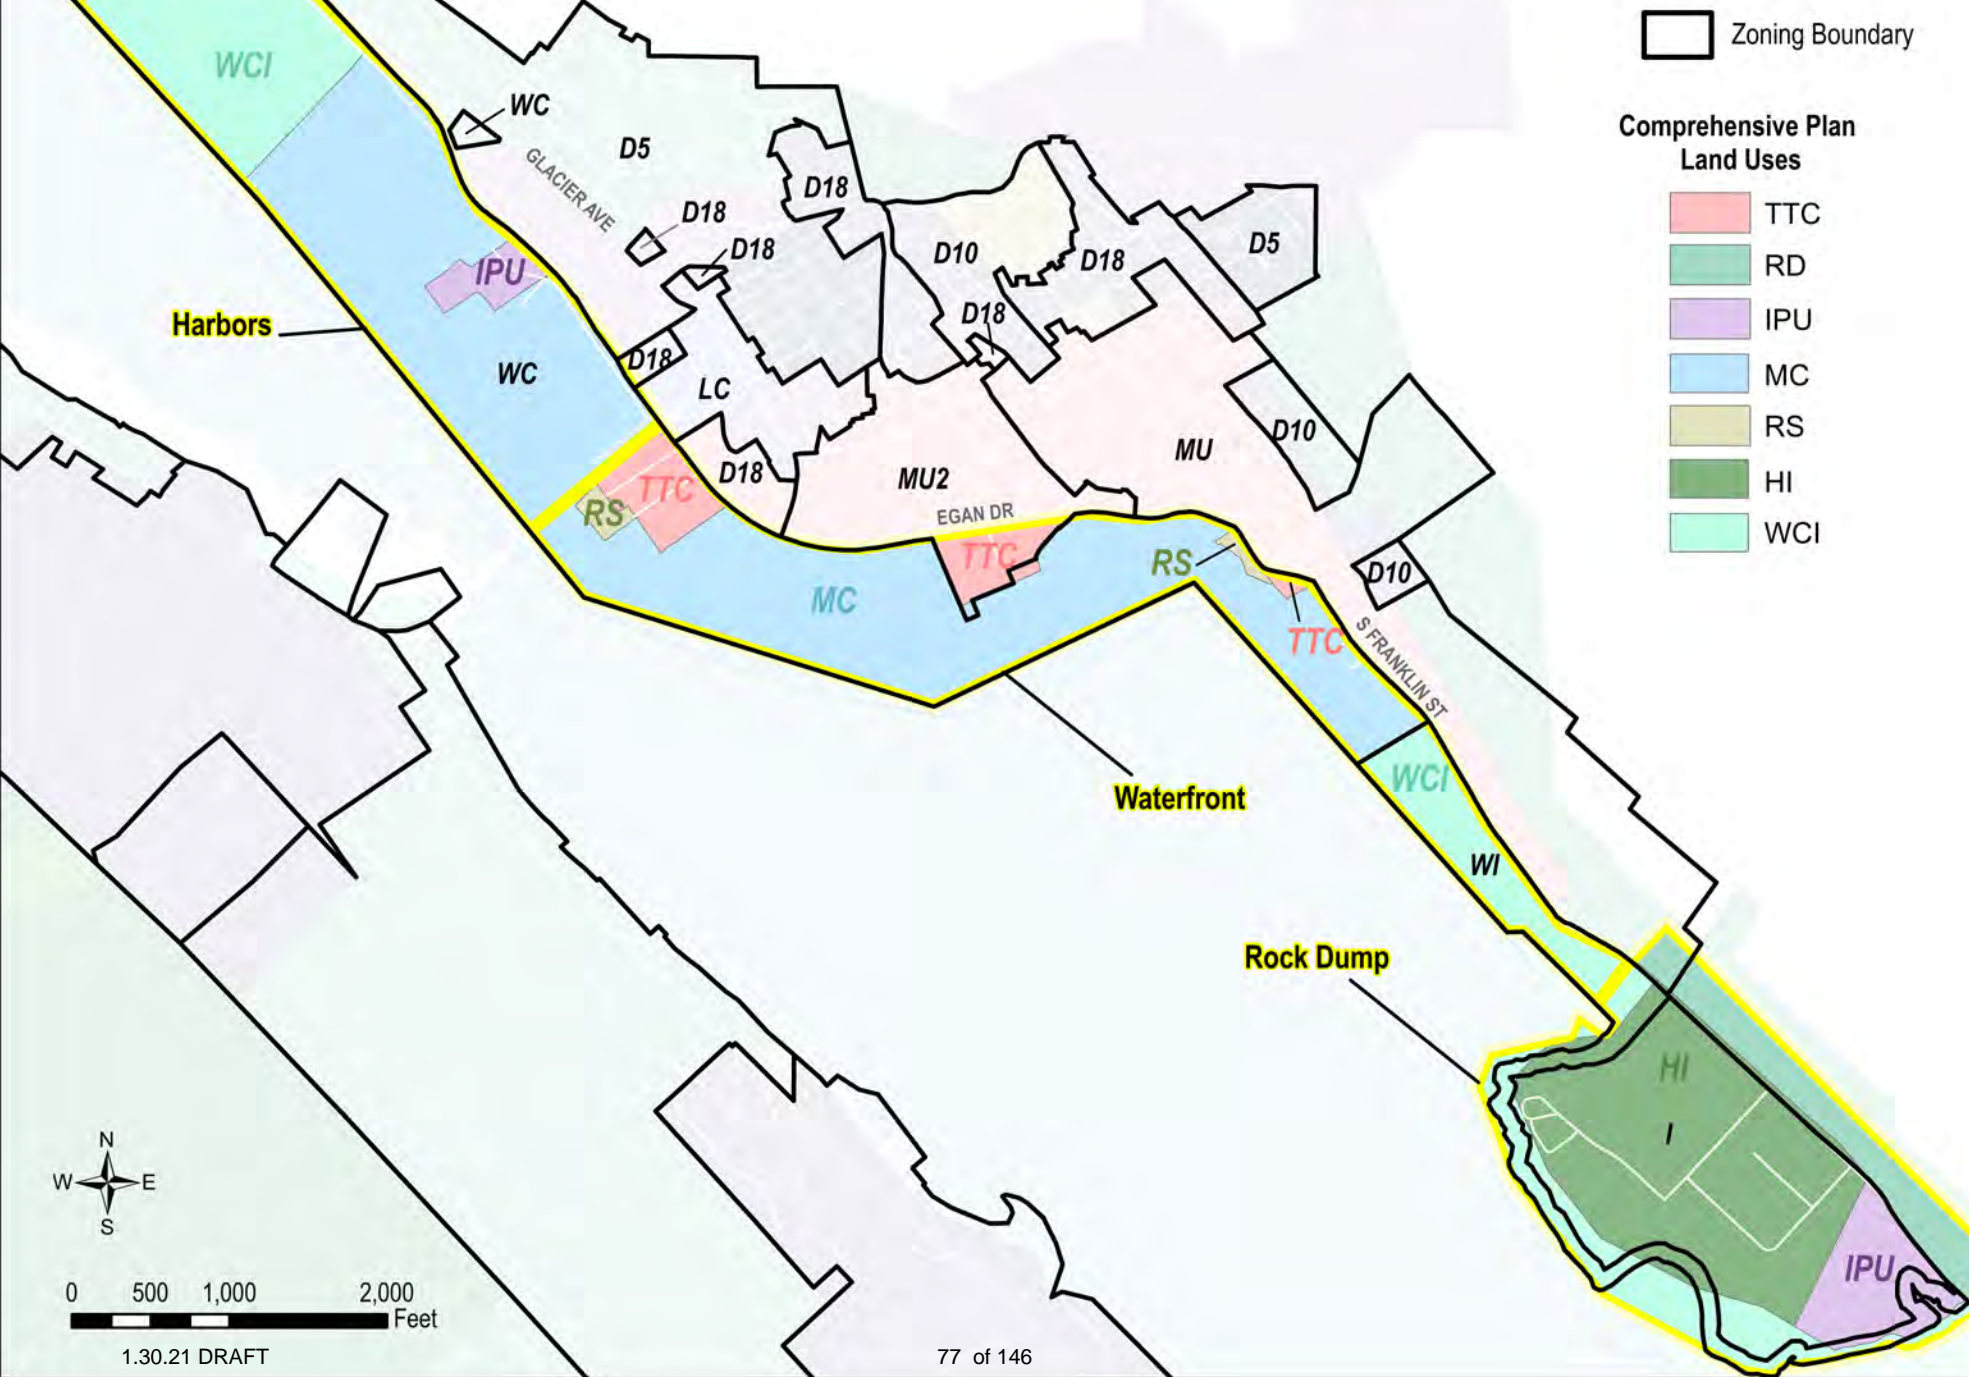 Zoning Boundary
Comprehensive Plan
Land Uses
TTC
RD
IPU
MC
RS
HI
WCI
WCI
WC
D5
GLACIER AVE
D18
D18
D18
D10
D18
D5
IPU
Harbors
D18
WC
D18
LC
D10
MU
D18
MU2
TTC
RS
EGAN DR
TTC
RS
MC
D10
TTC
S FRANKLIN ST
WCI
Waterfront
WI
Rock Dump
HI
I
IPU
N
W
E
S
0 500 1,000 2,000
Feet
1.30.21 DRAFT
77 of 146